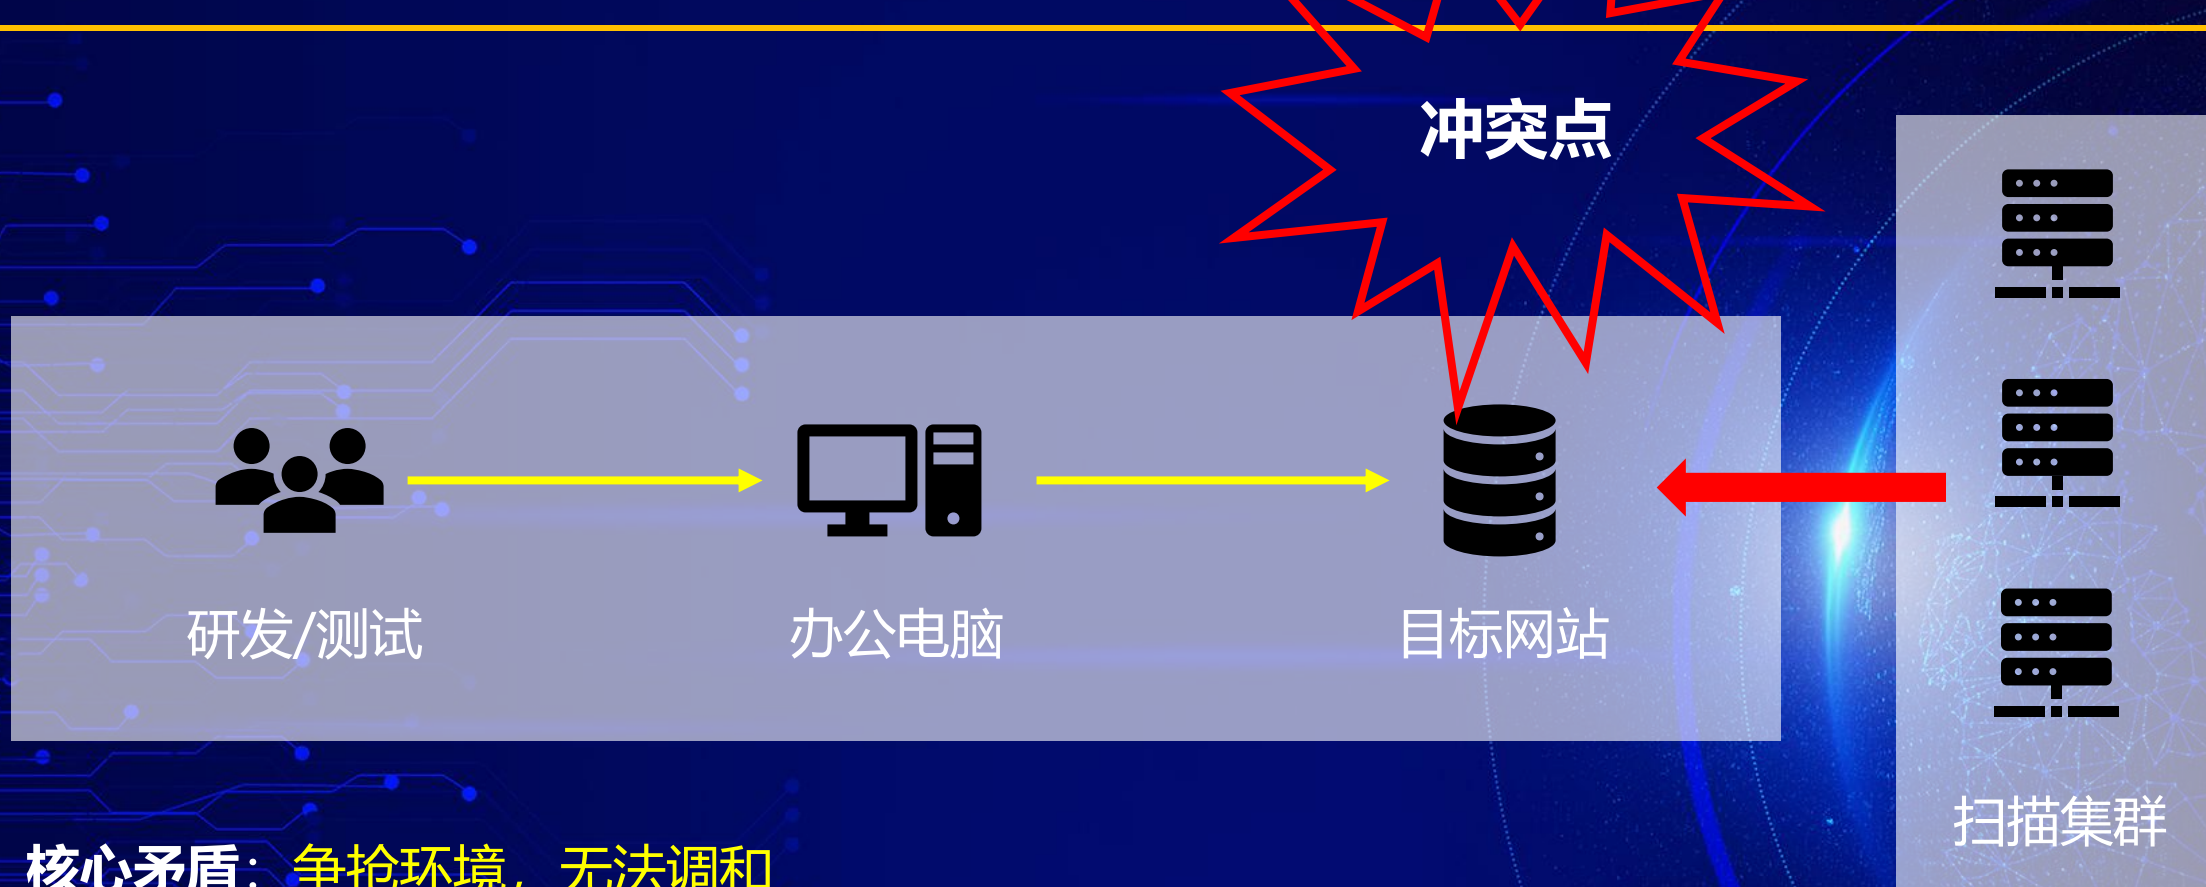 冲突点
研发/测试
办公电脑
目标网站
扫描集群
核心矛盾：争抢环境，无法调和